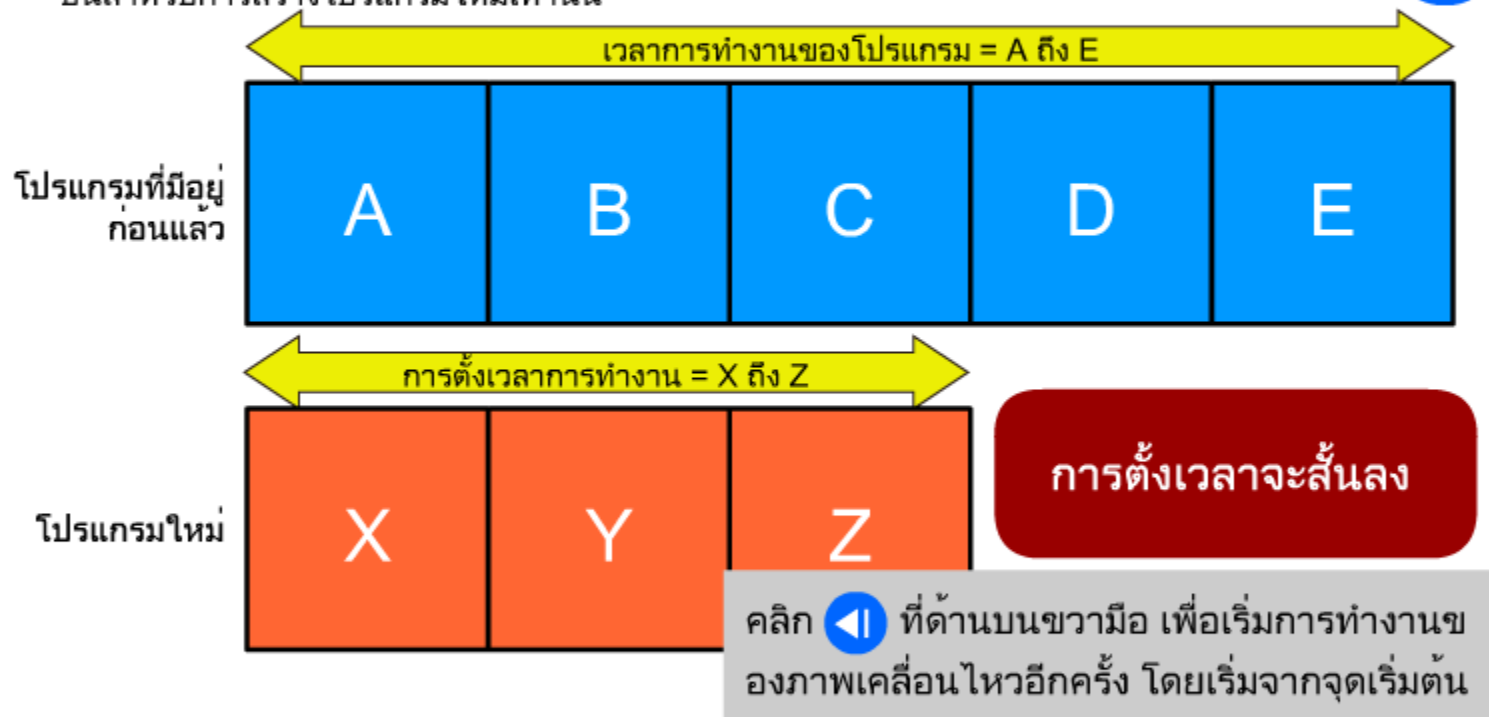 เวลาการทำงานของโปรแกรม = A ถึง E
โปรแกรมที่มีอยู่
ก่อนแล้ว
A B C D E
การตั้งเวลาการทำงาน = X ถึง Z
โปรแกรมใหม่
X Y Z
การตั้งเวลาจะสั้นลง
คลิก ที่ด้านบนขวามือ เพื่อเริ่มการทำงานข
องภาพเคลื่อนไหวอีกครั้ง โดยเริ่มจากจุดเริ่มต้น